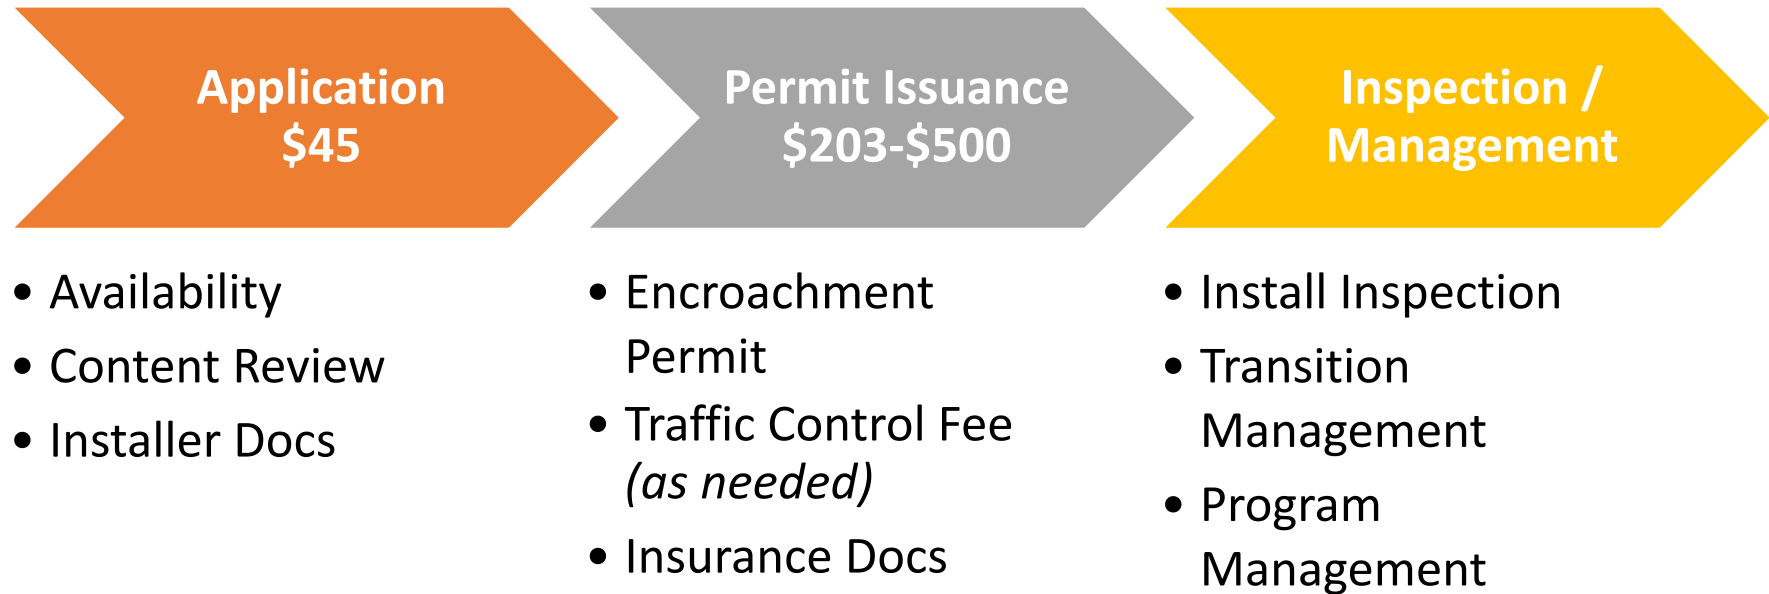 Application
$45
• Availability
• Content Review
• Installer Docs
Permit Issuance
$203-$500
• Encroachment
Permit
• Traffic Control Fee
(as needed)
• Insurance Docs
Inspection /
Management
• Install Inspection
• Transition
Management
• Program
Management